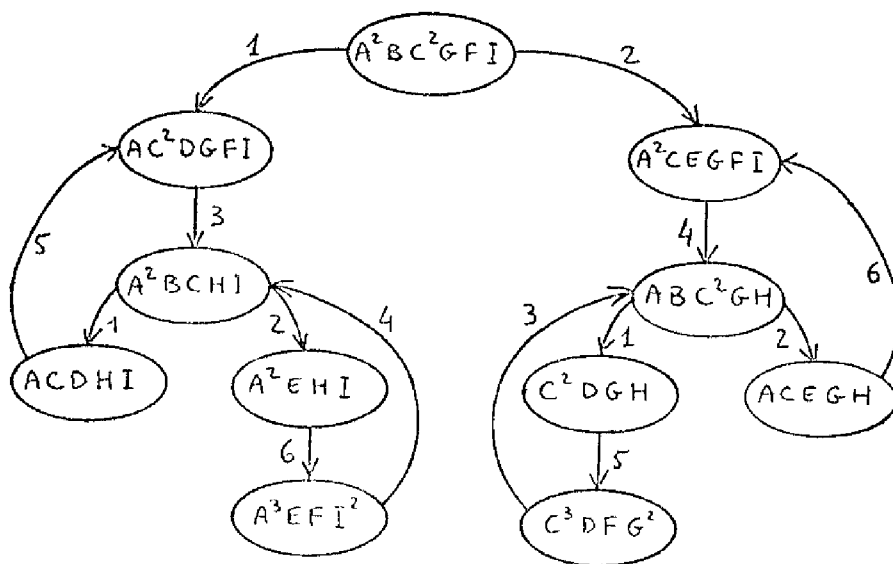 A²BC²GFI
1
2
AC²DGFI
A²CEGFI
5
3
4
6
A²BCHI
ABC²GH
1
2
4
3
1
2
ACDHI
A²EHI
C²DGH
ACEGH
6
5
A³EFI²
C³DFG²